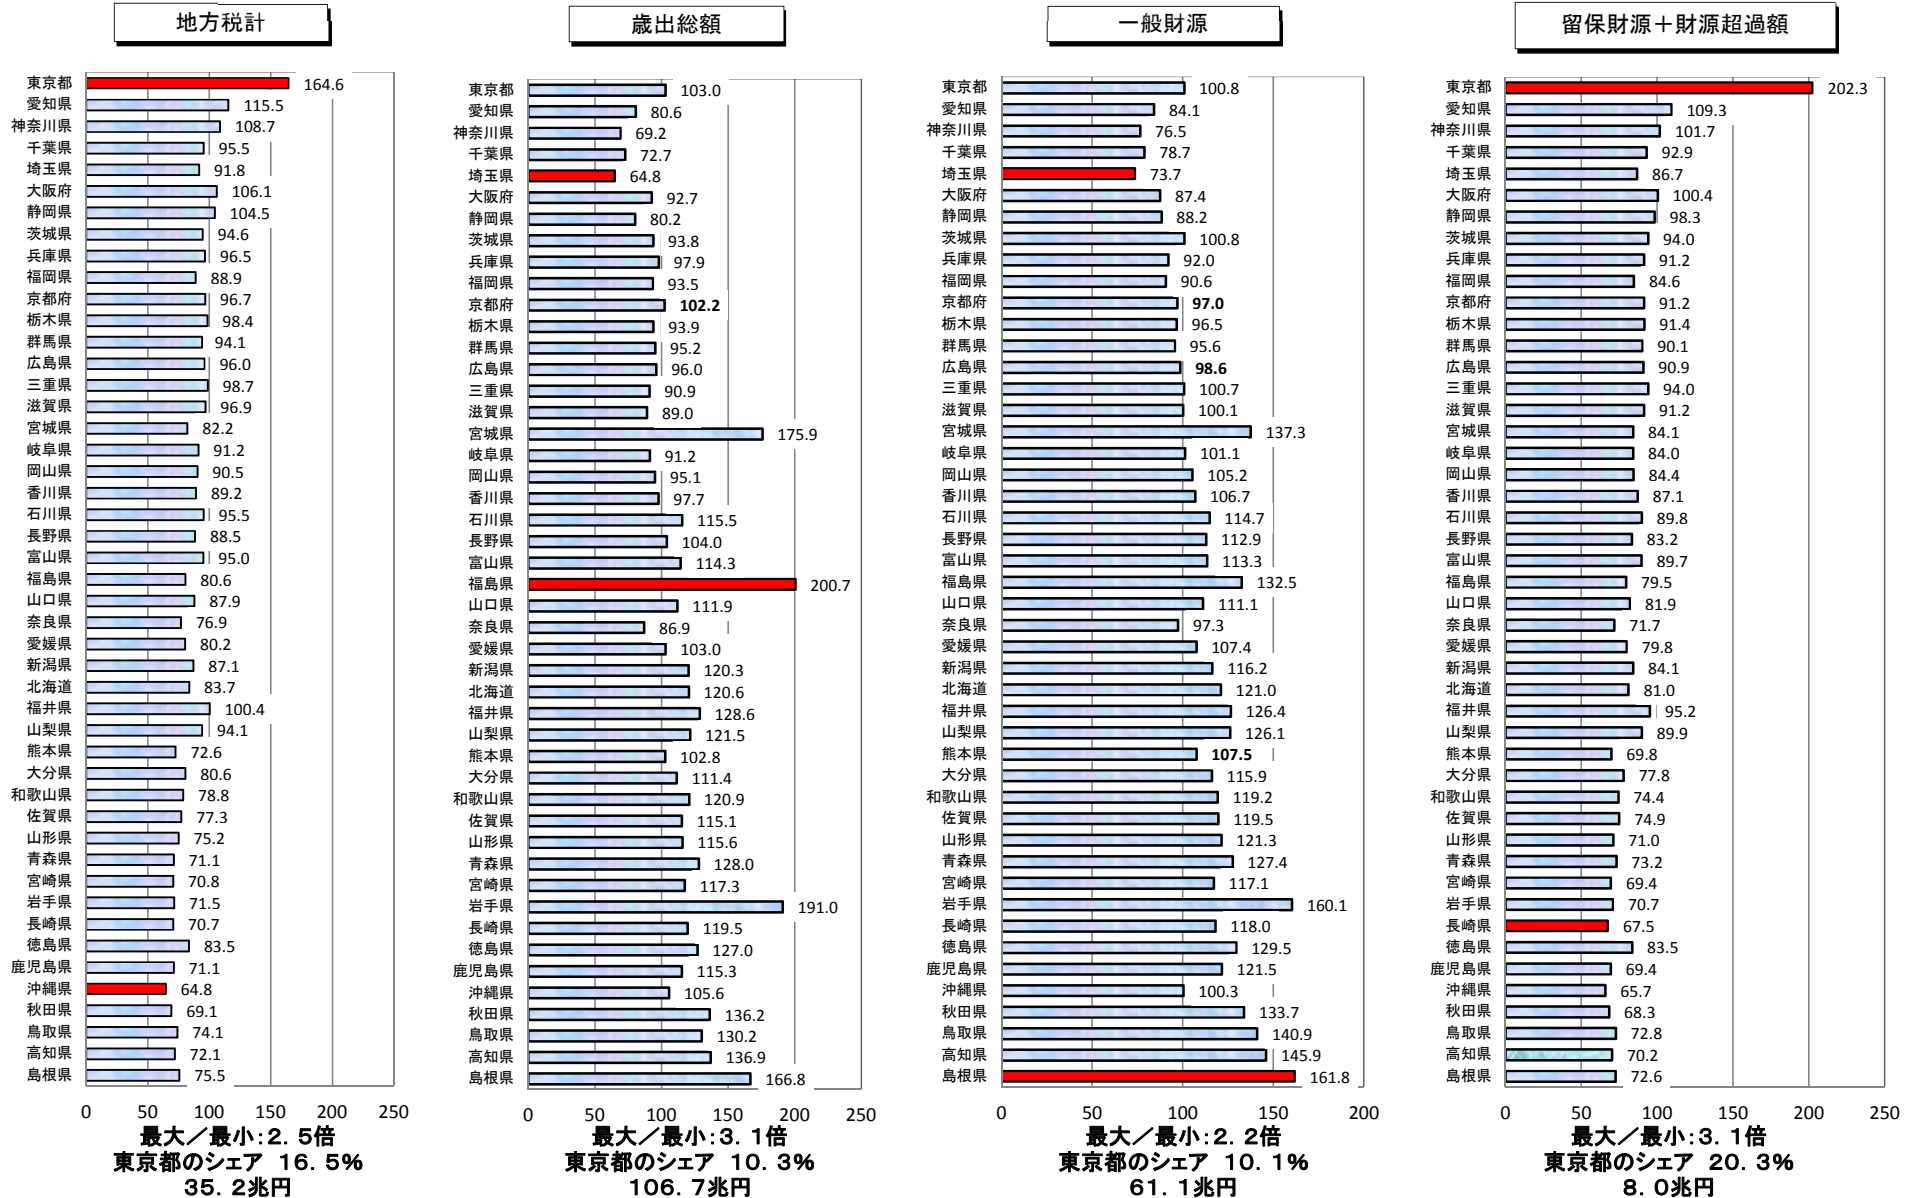 地方税計
東京都 164.6
愛知県 115.5
神奈川県 108.7
千葉県 95.5
埼玉県 91.8
大阪府 106.1
静岡県 104.5
茨城県 94.6
兵庫県 96.5
福岡県 88.9
京都府 96.7
栃木県 98.4
群馬県 94.1
広島県 96.0
三重県 98.7
滋賀県 96.9
宮城県 82.2
岐阜県 91.2
岡山県 90.5
香川県 89.2
石川県 95.5
長野県 88.5
富山県 95.0
福島県 80.6
山口県 87.9
奈良県 76.9
愛媛県 80.2
新潟県 87.1
北海道 83.7
福井県 100.4
山梨県 94.1
熊本県 72.6
大分県 80.6
和歌山県 78.8
佐賀県 77.3
山形県 75.2
青森県 71.1
宮崎県 70.8
岩手県 71.5
長崎県 70.7
徳島県 83.5
鹿児島県 71.1
沖縄県 64.8
秋田県 69.1
鳥取県 74.1
高知県 72.1
島根県 75.5
0 50 100 150 200 250
最大／最小:2.5倍
東京都のシェア 16.5%
35.2兆円
歳出総額
東京都 103.0
愛知県 80.6
神奈川県 69.2
千葉県 72.7
埼玉県 64.8
大阪府 92.7
静岡県 80.2
茨城県 93.8
兵庫県 97.9
福岡県 93.5
京都府 102.2
栃木県 93.9
群馬県 95.2
広島県 96.0
三重県 90.9
滋賀県 89.0
宮城県 175.9
岐阜県 91.2
岡山県 95.1
香川県 97.7
石川県 115.5
長野県 104.0
富山県 114.3
福島県 200.7
山口県 111.9
奈良県 86.9
愛媛県 103.0
新潟県 120.3
北海道 120.6
福井県 128.6
山梨県 121.5
熊本県 102.8
大分県 111.4
和歌山県 120.9
佐賀県 115.1
山形県 115.6
青森県 128.0
宮崎県 117.3
岩手県 191.0
長崎県 119.5
徳島県 127.0
鹿児島県 115.3
沖縄県 105.6
秋田県 136.2
鳥取県 130.2
高知県 136.9
島根県 166.8
0 50 100 150 200 250
最大／最小:3.1倍
東京都のシェア 10.3%
106.7兆円
一般財源
東京都 100.8
愛知県 84.1
神奈川県 76.5
千葉県 78.7
埼玉県 73.7
大阪府 87.4
静岡県 88.2
茨城県 100.8
兵庫県 92.0
福岡県 90.6
京都府 97.0
栃木県 96.5
群馬県 95.6
広島県 98.6
三重県 100.7
滋賀県 100.1
宮城県 137.3
岐阜県 101.1
岡山県 105.2
香川県 106.7
石川県 114.7
長野県 112.9
富山県 113.3
福島県 132.5
山口県 111.1
奈良県 97.3
愛媛県 107.4
新潟県 116.2
北海道 121.0
福井県 126.4
山梨県 126.1
熊本県 107.5
大分県 115.9
和歌山県 119.2
佐賀県 119.5
山形県 121.3
青森県 127.4
宮崎県 117.1
岩手県 160.1
長崎県 118.0
徳島県 129.5
鹿児島県 121.5
沖縄県 100.3
秋田県 133.7
鳥取県 140.9
高知県 145.9
島根県 161.8
0 50 100 150 200
最大／最小:2.2倍
東京都のシェア 10.1%
61.1兆円
留保財源＋財源超過額
東京都 202.3
愛知県 109.3
神奈川県 101.7
千葉県 92.9
埼玉県 86.7
大阪府 100.4
静岡県 98.3
茨城県 94.0
兵庫県 91.2
福岡県 84.6
京都府 91.2
栃木県 91.4
群馬県 90.1
広島県 90.9
三重県 94.0
滋賀県 91.2
宮城県 84.1
岐阜県 84.0
岡山県 84.4
香川県 87.1
石川県 89.8
長野県 83.2
富山県 89.7
福島県 79.5
山口県 81.9
奈良県 71.7
愛媛県 79.8
新潟県 84.1
北海道 81.0
福井県 95.2
山梨県 89.9
熊本県 69.8
大分県 77.8
和歌山県 74.4
佐賀県 74.9
山形県 71.0
青森県 73.2
宮崎県 69.4
岩手県 70.7
長崎県 67.5
徳島県 83.5
鹿児島県 69.4
沖縄県 65.7
秋田県 68.3
鳥取県 72.8
高知県 70.2
島根県 72.6
0 50 100 150 200 250
最大／最小:3.1倍
東京都のシェア 20.3%
8.0兆円